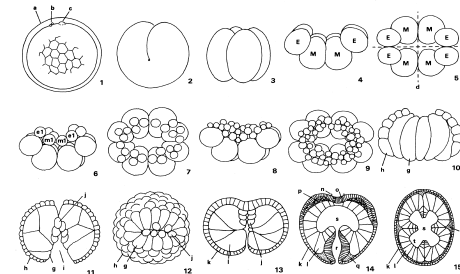 a b c
1
2
3
E M M E
4
E M M E
E M M E
d
5
e1 m1 m1 e1
6
7
8
9
h g
10
j
h g i
11
h g j
12
k l j
13
p n o
s
r
k l q
14
s
t
k l
15